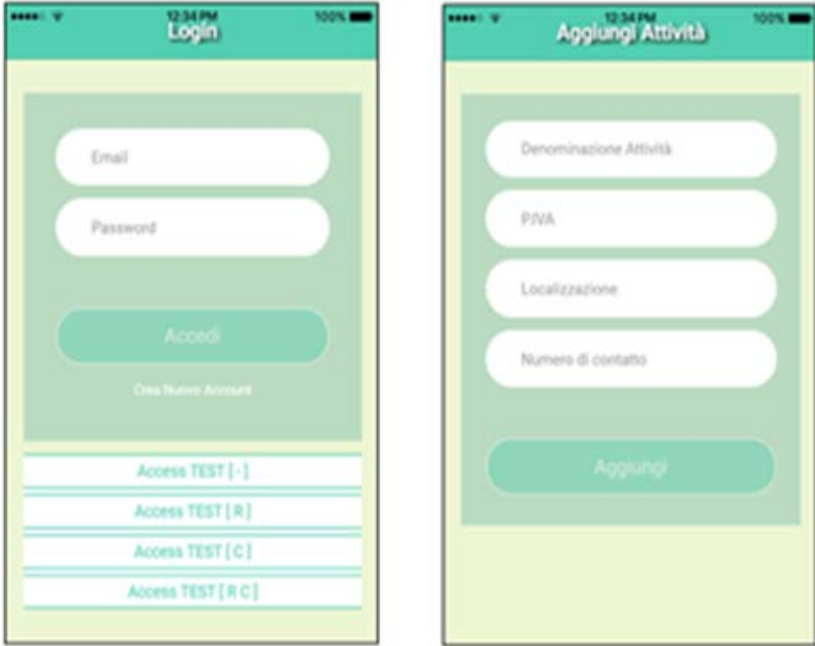 12:34 PM
100%
Login
Email
Password
Accedi
Crea Nuovo Account
Access TEST [ - ]
Access TEST [ R ]
Access TEST [ C ]
Access TEST [ R C ]
12:34 PM
100%
Aggiungi Attività
Denominazione Attività
P.IVA
Localizzazione
Numero di contatto
Aggiungi